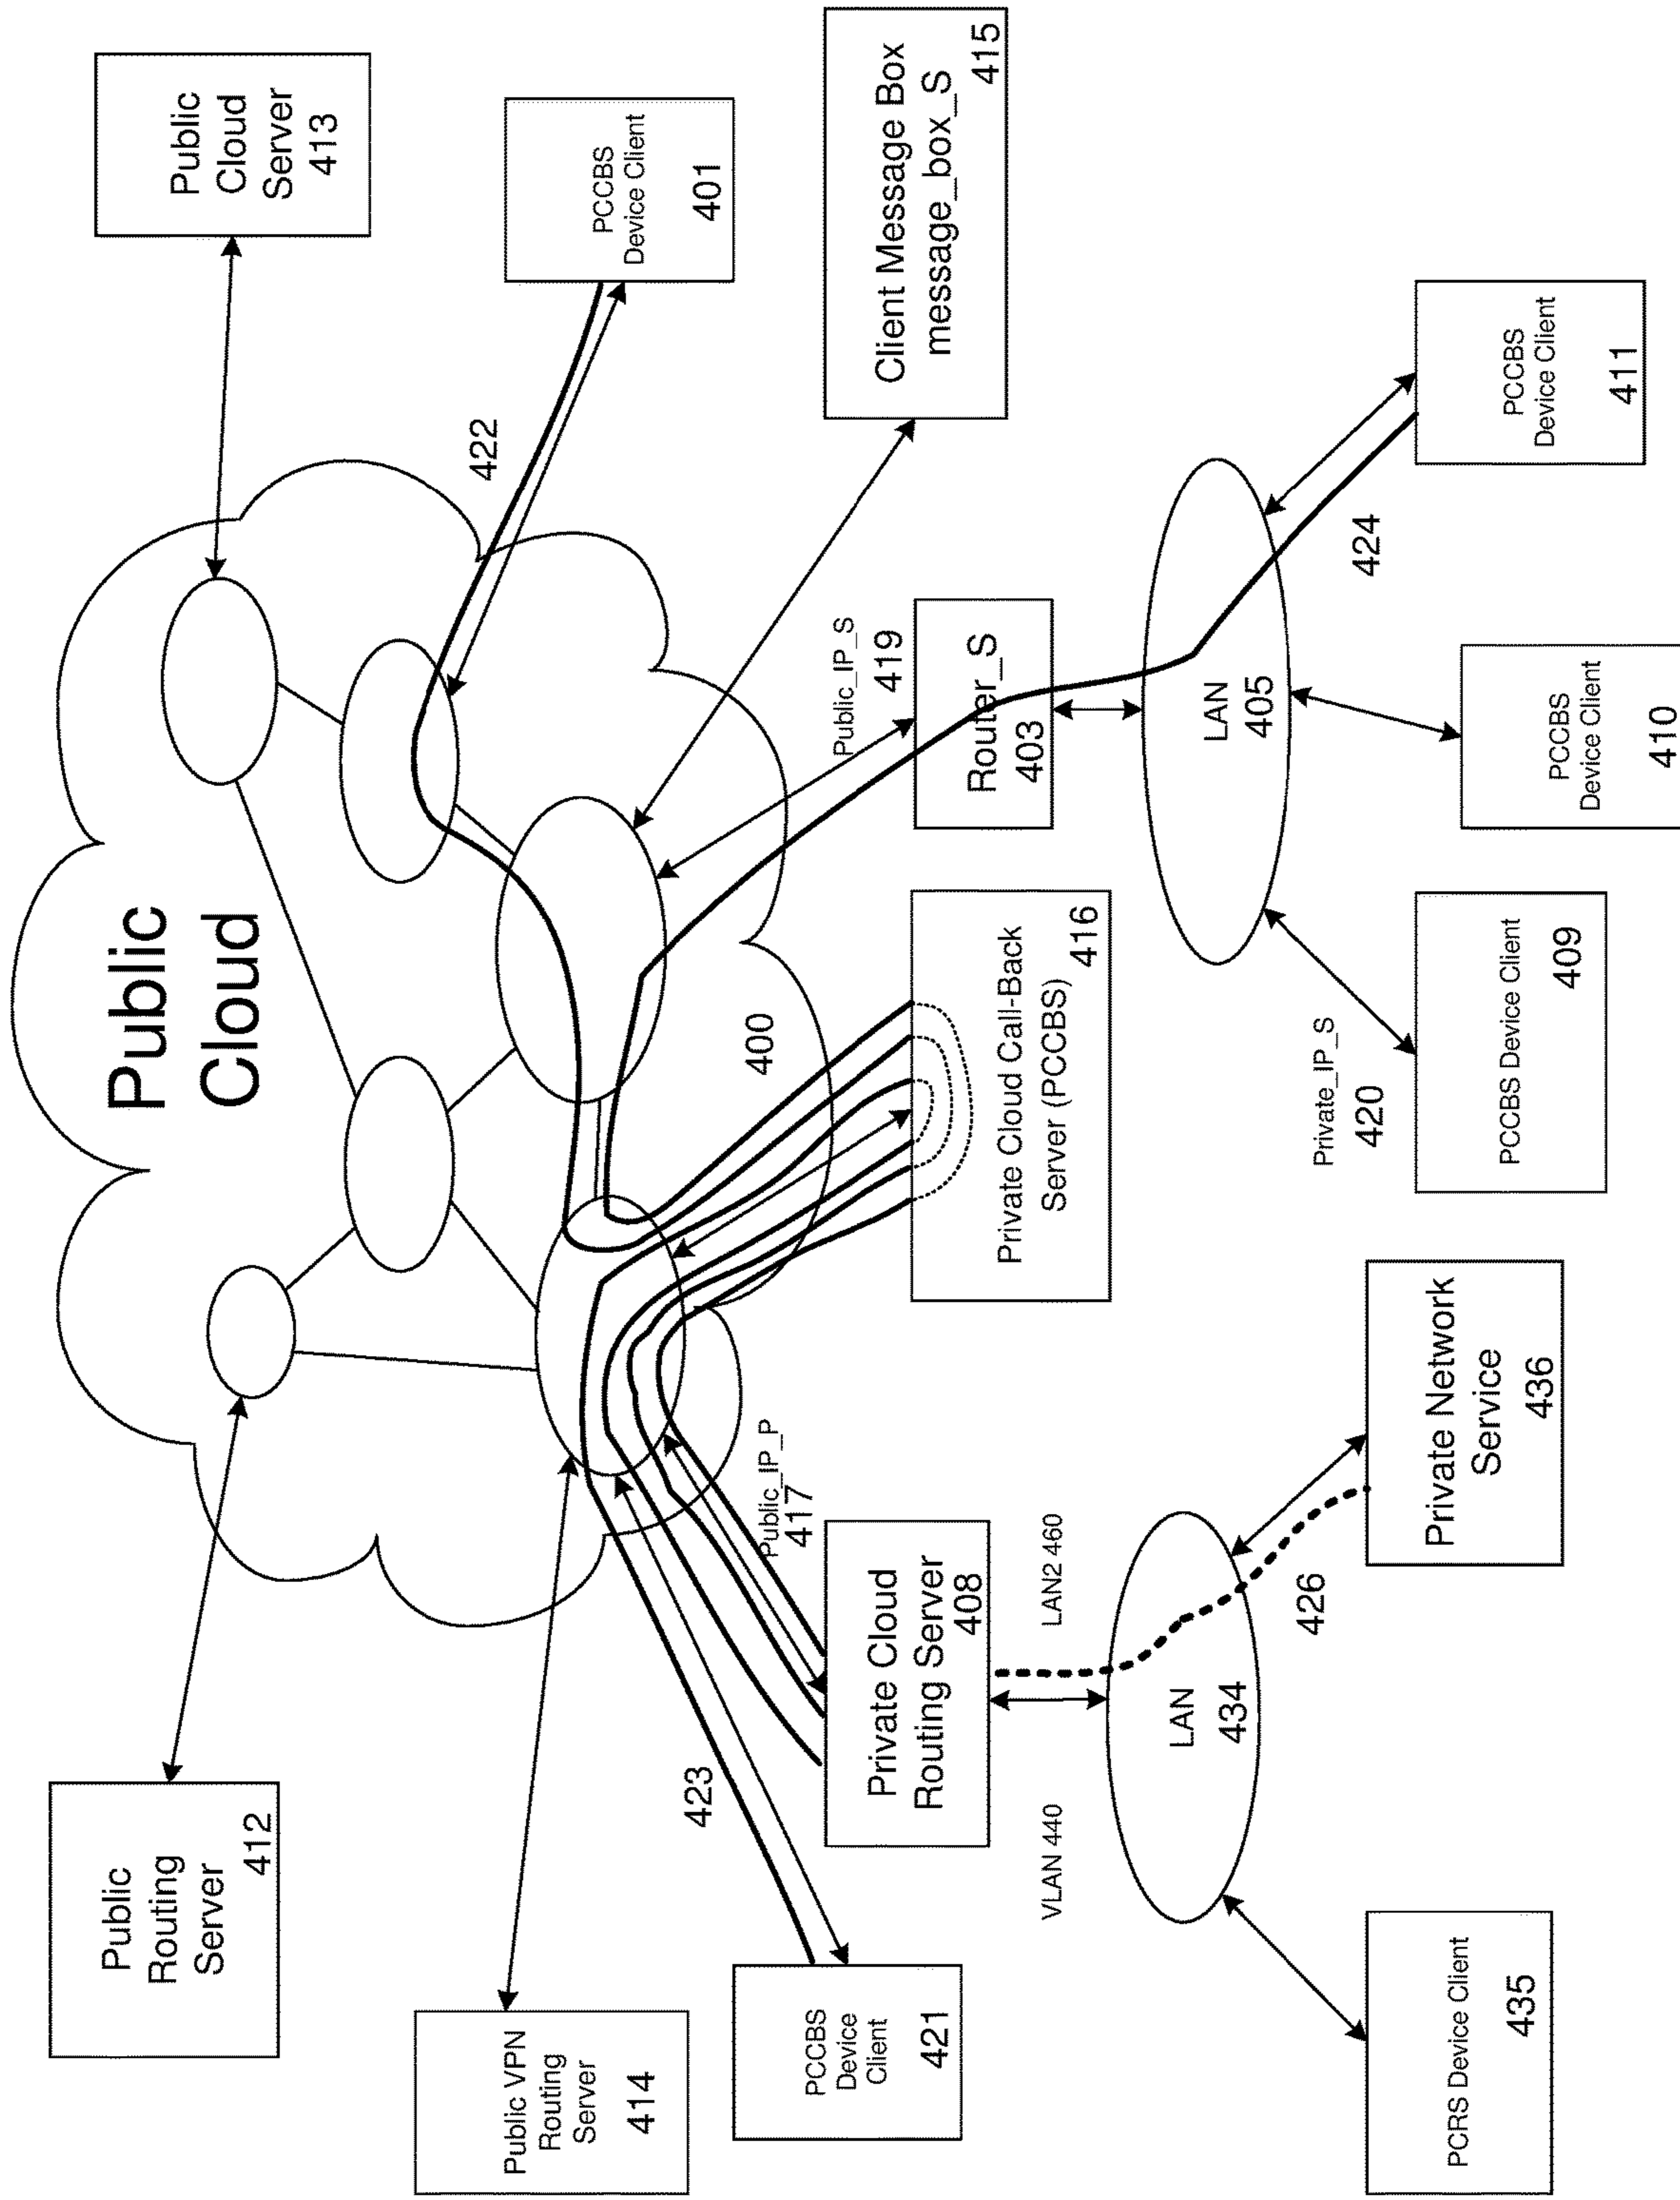 Public
Cloud
Public
Routing
Server
412
Public
Cloud
Server
413
Public VPN
Routing
Server
414
PCCBS
Device
Client
421
423
422
PCCBS
Device Client
401
400
Public_IP_P
417
Public_IP_S
419
Client Message Box
message_box_S
415
Private Cloud
Routing Server
408
Private Cloud Call-Back
Server (PCCBS)
416
Router_S
403
VLAN 440
LAN2 460
LAN
434
LAN
405
426
424
Private_IP_S
420
PCRS Device Client
435
Private Network
Service
436
PCCBS Device Client
409
PCCBS
Device Client
410
PCCBS
Device Client
411